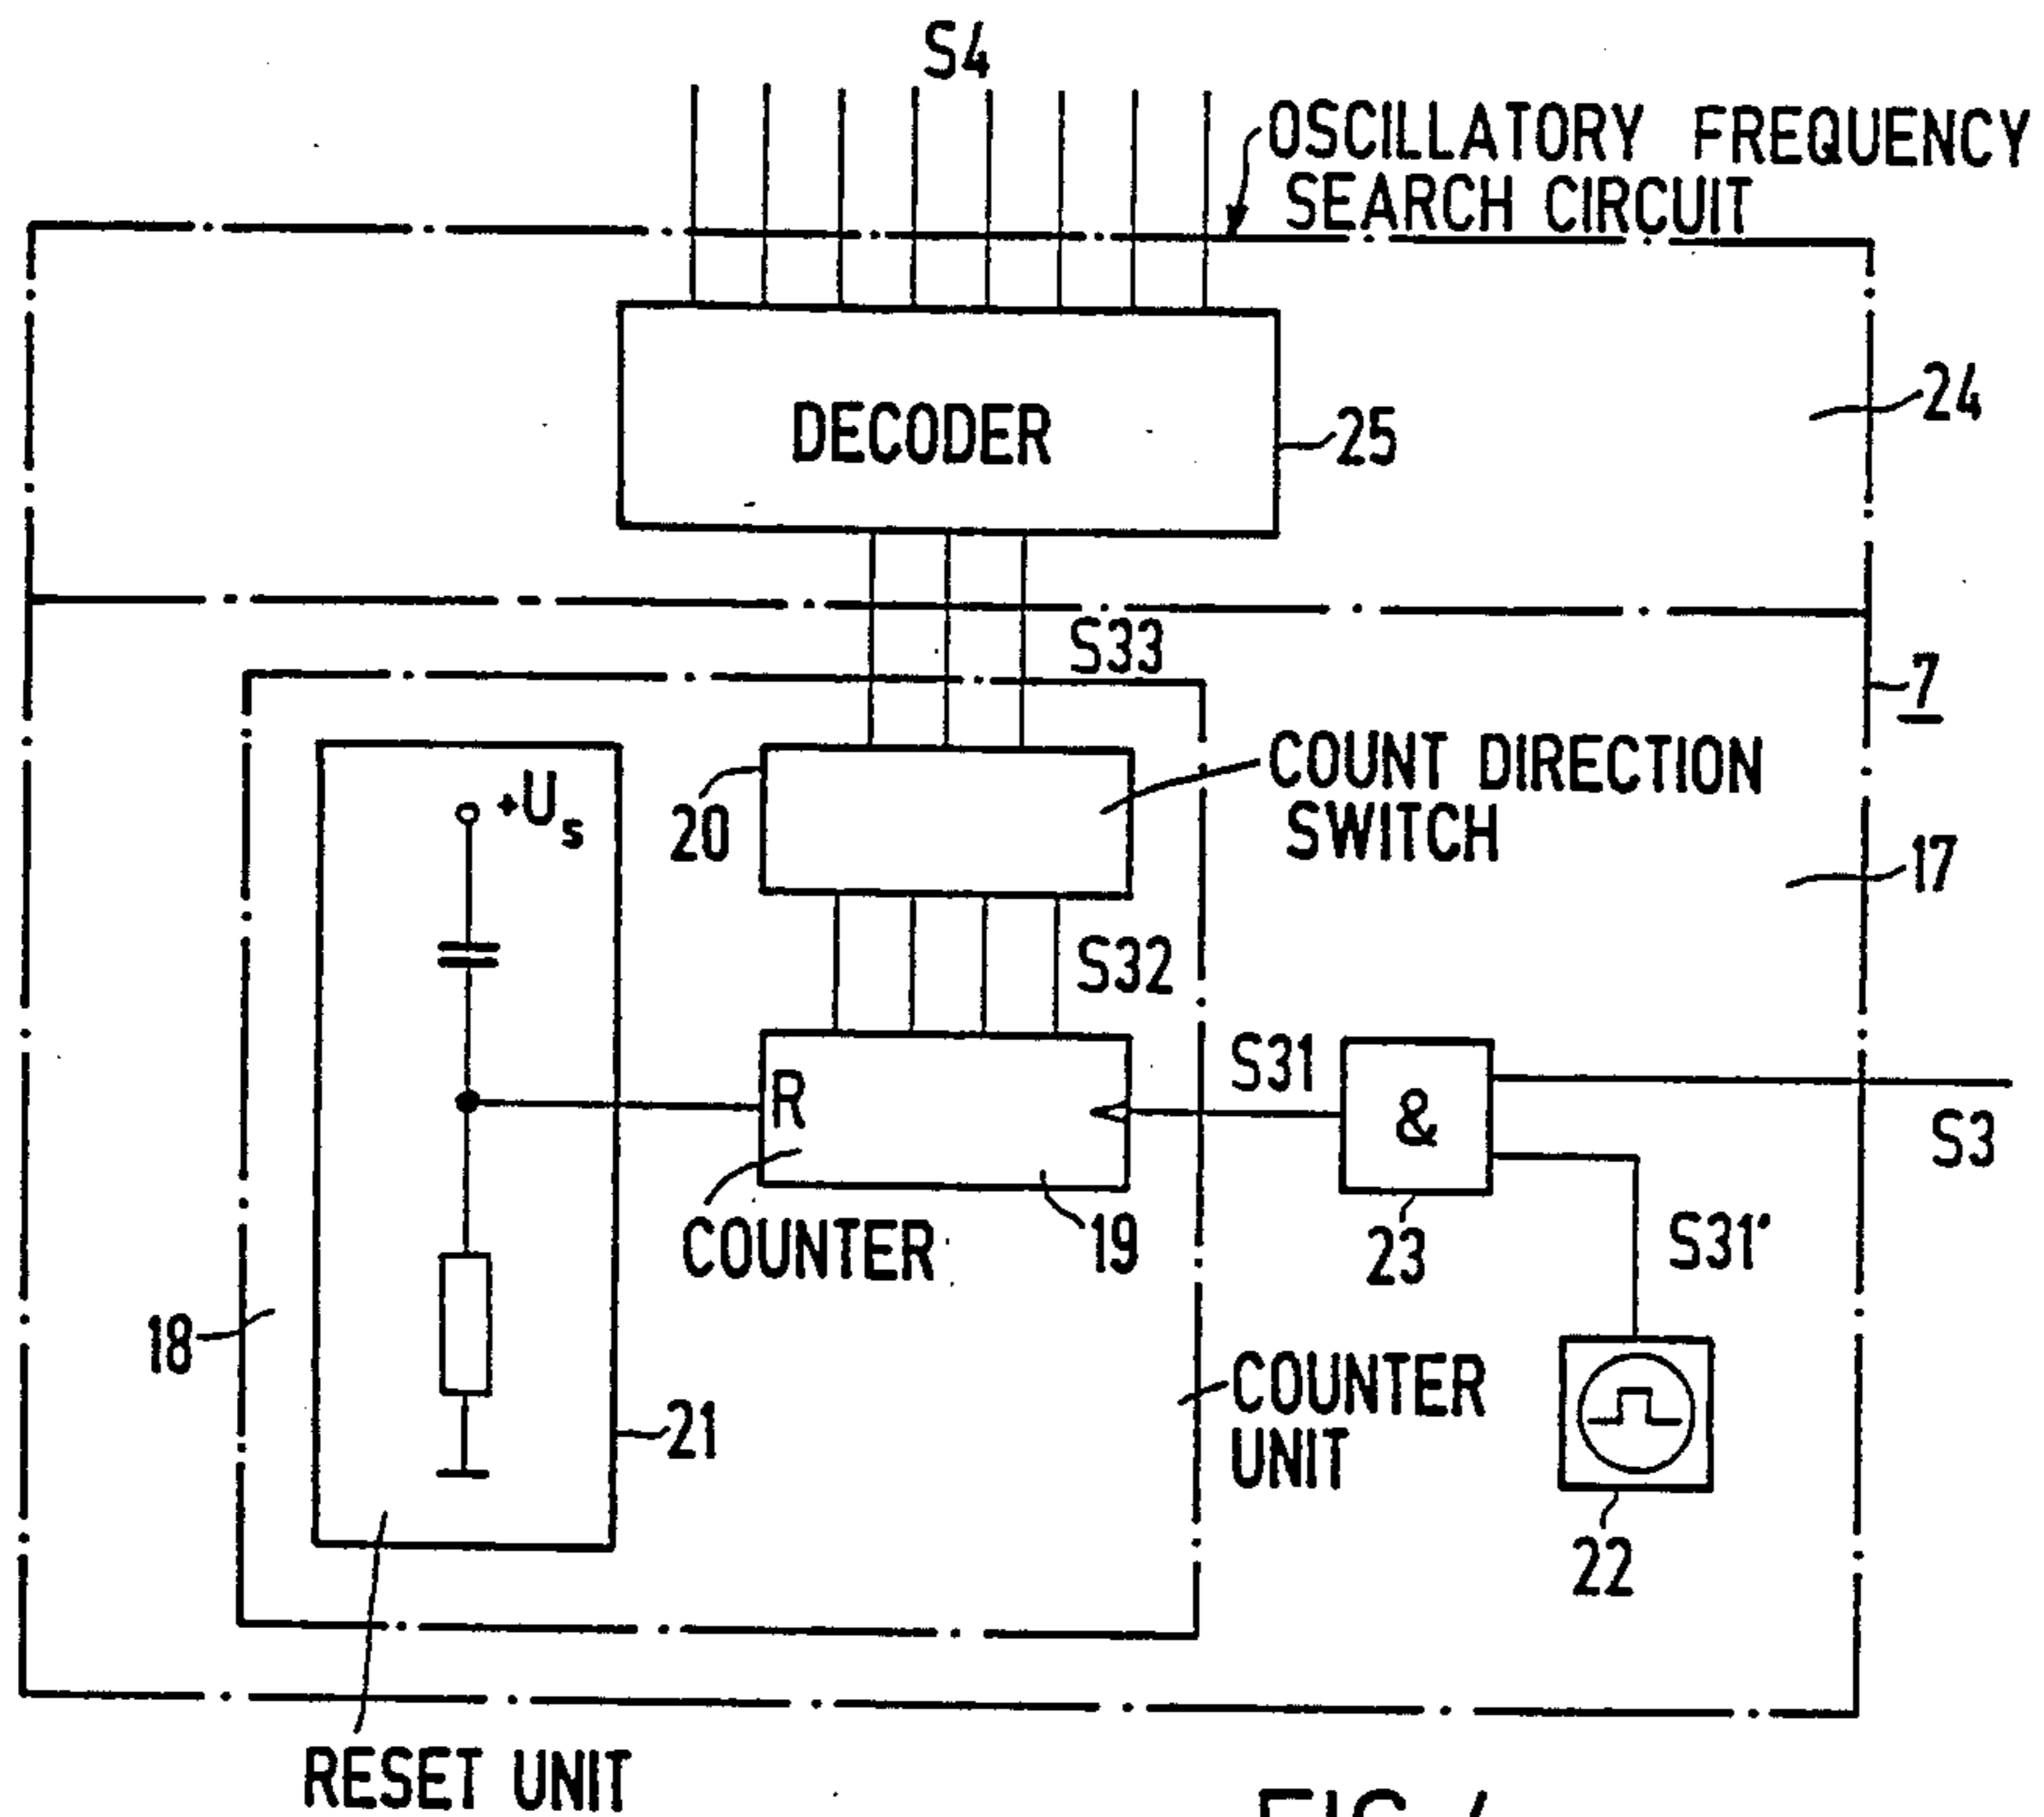 S4
OSCILLATORY FREQUENCY
SEARCH CIRCUIT
24
DECODER
25
S33
7
+Us
20
COUNT DIRECTION
SWITCH
17
S32
S31
R
&
S3
COUNTER
19
23
S31'
18
COUNTER
UNIT
21
22
RESET UNIT